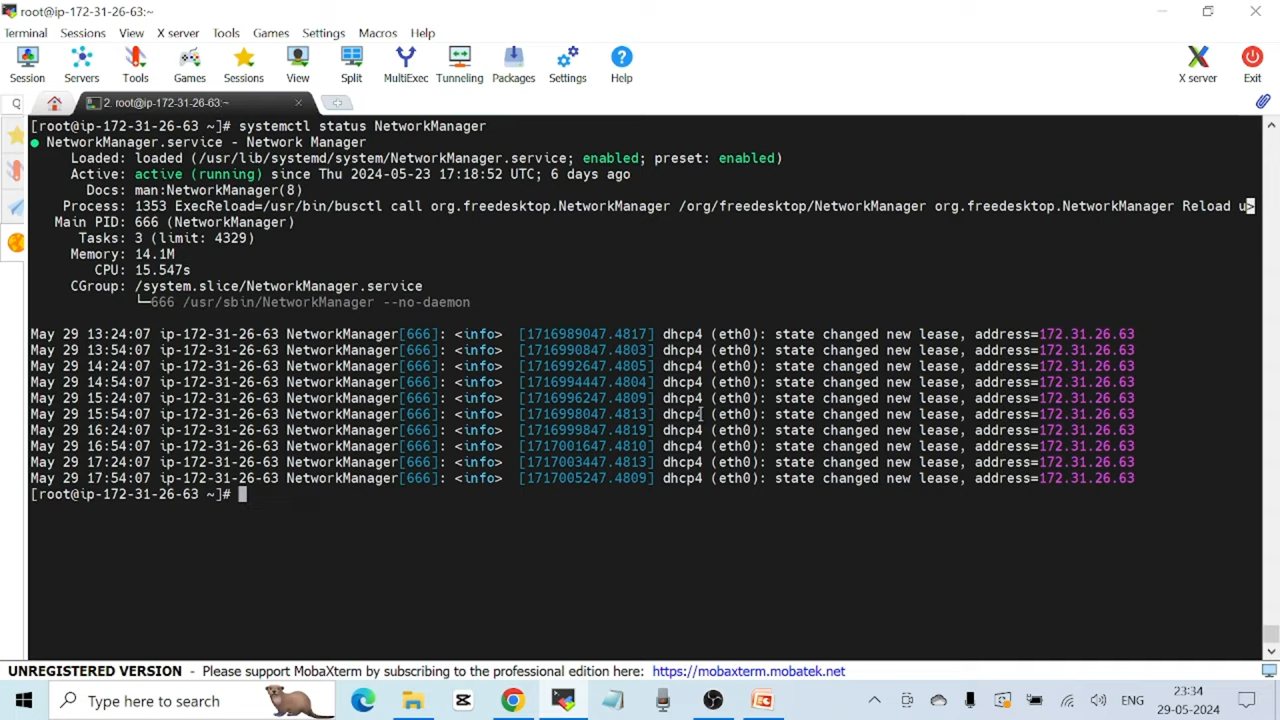 root@ip-172-31-26-63:~
Terminal Sessions View X server Tools Games Settings Macros Help
Session Servers Tools Games Sessions View Split MultiExec Tunneling Packages Settings Help X server Exit
2. root@ip-172-31-26-63:~
[root@ip-172-31-26-63 ~]# systemctl status NetworkManager
● NetworkManager.service - Network Manager
Loaded: loaded (/usr/lib/systemd/system/NetworkManager.service; enabled; preset: enabled)
Active: active (running) since Thu 2024-05-23 17:18:52 UTC; 6 days ago
Docs: man:NetworkManager(8)
Process: 1353 ExecReload=/usr/bin/busctl call org.freedesktop.NetworkManager /org/freedesktop/NetworkManager org.freedesktop.NetworkManager Reload u>
Main PID: 666 (NetworkManager)
Tasks: 3 (limit: 4329)
Memory: 14.1M
CPU: 15.547s
CGroup: /system.slice/NetworkManager.service
└─666 /usr/sbin/NetworkManager --no-daemon
May 29 13:24:07 ip-172-31-26-63 NetworkManager[666]: <info> [1716989047.4817] dhcp4 (eth0): state changed new lease, address=172.31.26.63
May 29 13:54:07 ip-172-31-26-63 NetworkManager[666]: <info> [1716990847.4803] dhcp4 (eth0): state changed new lease, address=172.31.26.63
May 29 14:24:07 ip-172-31-26-63 NetworkManager[666]: <info> [1716992647.4805] dhcp4 (eth0): state changed new lease, address=172.31.26.63
May 29 14:54:07 ip-172-31-26-63 NetworkManager[666]: <info> [1716994447.4804] dhcp4 (eth0): state changed new lease, address=172.31.26.63
May 29 15:24:07 ip-172-31-26-63 NetworkManager[666]: <info> [1716996247.4809] dhcp4 (eth0): state changed new lease, address=172.31.26.63
May 29 15:54:07 ip-172-31-26-63 NetworkManager[666]: <info> [1716998047.4813] dhcp4 (eth0): state changed new lease, address=172.31.26.63
May 29 16:24:07 ip-172-31-26-63 NetworkManager[666]: <info> [1716999847.4819] dhcp4 (eth0): state changed new lease, address=172.31.26.63
May 29 16:54:07 ip-172-31-26-63 NetworkManager[666]: <info> [1717001647.4810] dhcp4 (eth0): state changed new lease, address=172.31.26.63
May 29 17:24:07 ip-172-31-26-63 NetworkManager[666]: <info> [1717003447.4813] dhcp4 (eth0): state changed new lease, address=172.31.26.63
May 29 17:54:07 ip-172-31-26-63 NetworkManager[666]: <info> [1717005247.4809] dhcp4 (eth0): state changed new lease, address=172.31.26.63
[root@ip-172-31-26-63 ~]#
UNREGISTERED VERSION - Please support MobaXterm by subscribing to the professional edition here: https://mobaxterm.mobatek.net
Type here to search
ENG
23:34
29-05-2024